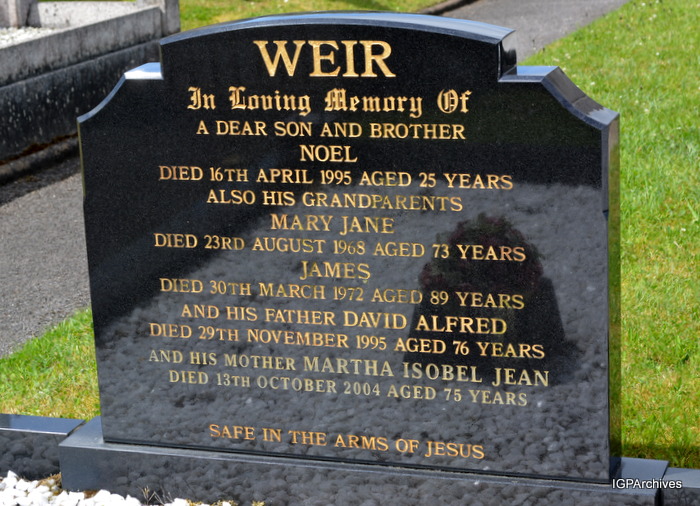 WEIR
In Loving Memory Of
A DEAR SON AND BROTHER
NOEL
DIED 16TH APRIL 1995 AGED 25 YEARS
ALSO HIS GRANDPARENTS
MARY JANE
DIED 23RD AUGUST 1968 AGED 73 YEARS
JAMES
DIED 30TH MARCH 1972 AGED 89 YEARS
AND HIS FATHER DAVID ALFRED
DIED 29TH NOVEMBER 1995 AGED 76 YEARS
AND HIS MOTHER MARTHA ISOBEL JEAN
DIED 13TH OCTOBER 2004 AGED 75 YEARS
SAFE IN THE ARMS OF JESUS
IGPArchives